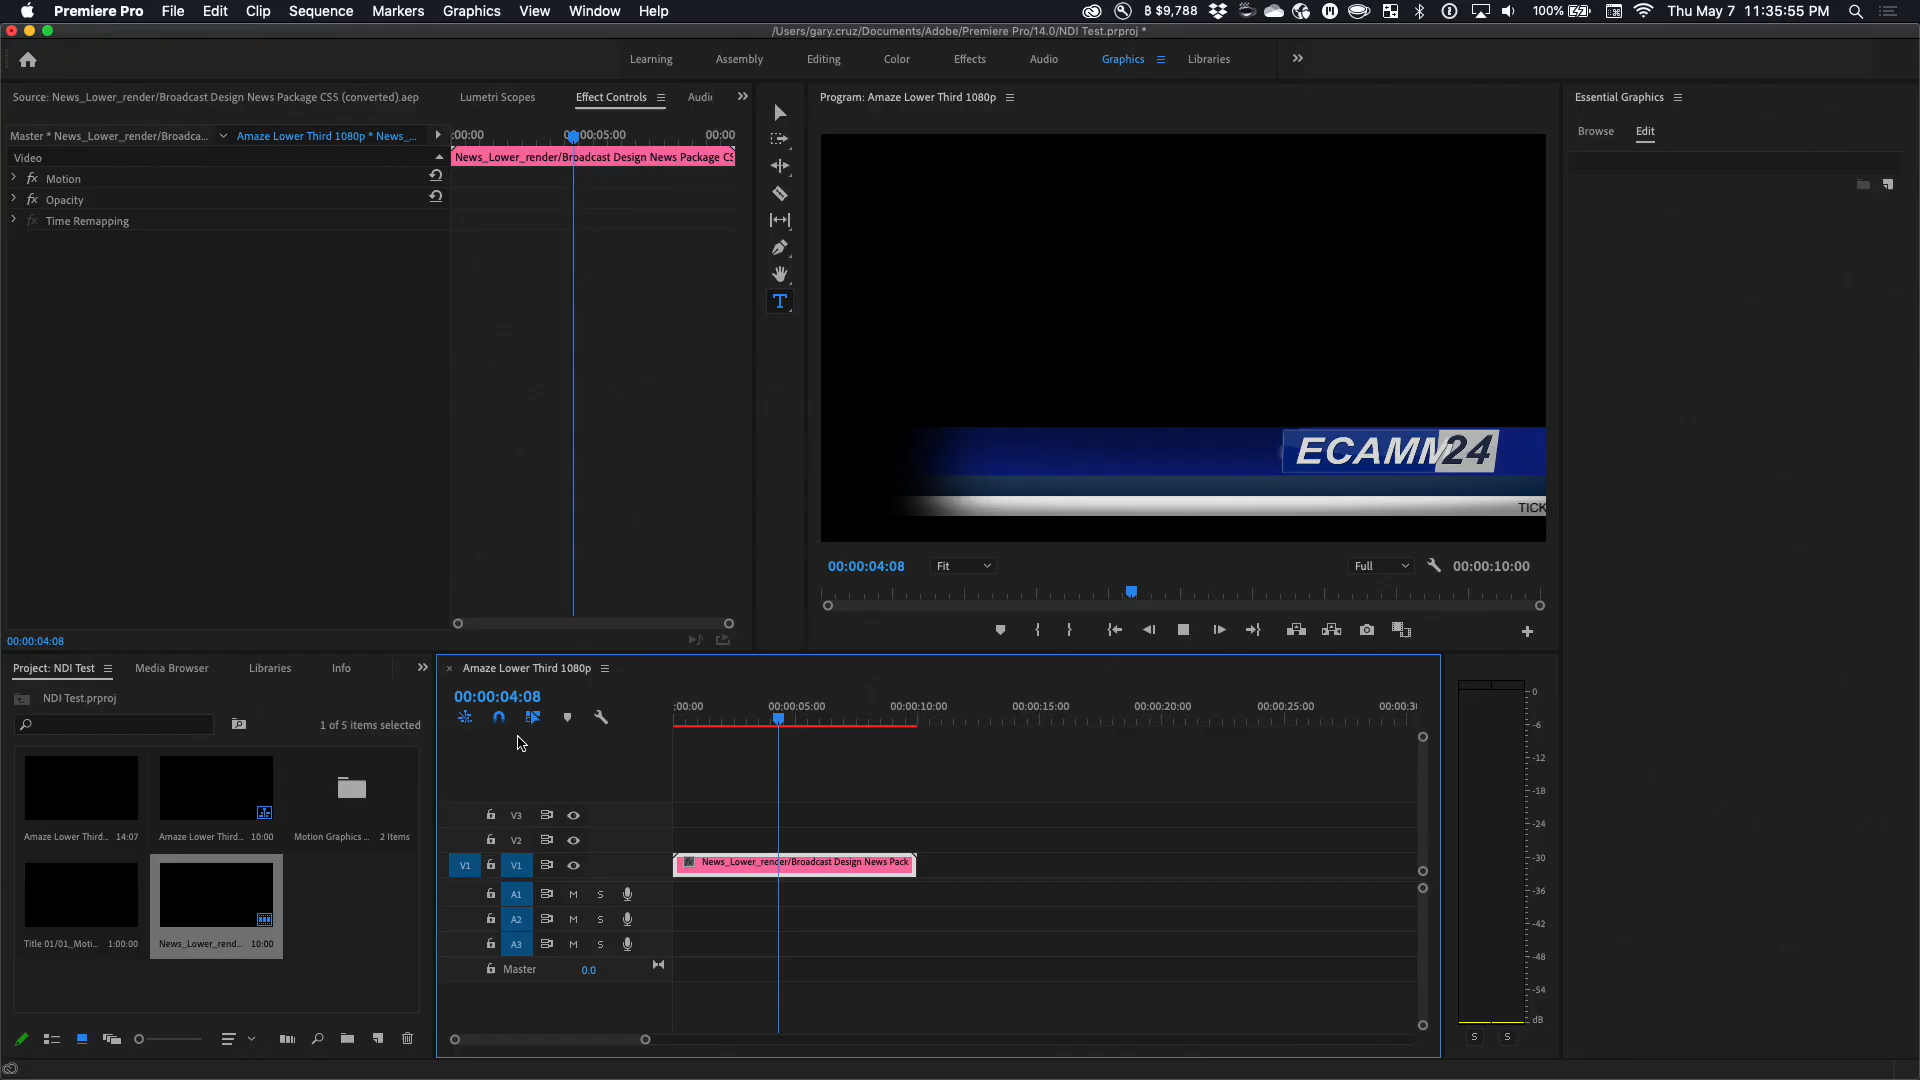 Premiere Pro File Edit Clip Sequence Markers Graphics View Window Help
₿ $9,788 100% Thu May 7 11:35:55 PM
/Users/gary.cruz/Documents/Adobe/Premiere Pro/14.0/NDI Test.prproj *
Learning Assembly Editing Color Effects Audio Graphics Libraries
Source: News_Lower_render/Broadcast Design News Package CS5 (converted).aep Lumetri Scopes Effect Controls
Master * News_Lower_render/Broadca... Amaze Lower Third 1080p * News_...
:00:00 00:00:05:00 00:00
Video
News_Lower_render/Broadcast Design News Package CS
fx Motion
fx Opacity
fx Time Remapping
00:00:04:08
Program: Amaze Lower Third 1080p
T
ECAMM24
TICK
00:00:04:08 Fit Full 00:00:10:00
Essential Graphics
Browse Edit
Project: NDI Test Media Browser Libraries Info
NDI Test.prproj
1 of 5 items selected
Amaze Lower Third... 14:07
Amaze Lower Third... 10:00
Motion Graphics ... 2 Items
Title 01/01_Moti... 1:00:00
News_Lower_rend... 10:00
× Amaze Lower Third 1080p
00:00:04:08
:00:00 00:00:05:00 00:00:10:00 00:00:15:00 00:00:20:00 00:00:25:00 00:00:3
V3
V2
V1 V1 fx News_Lower_render/Broadcast Design News Pack
A1 M S
A2 M S
A3 M S
Master 0.0
0
-6
-12
-18
-24
-30
-36
-42
-48
-54
dB
S S